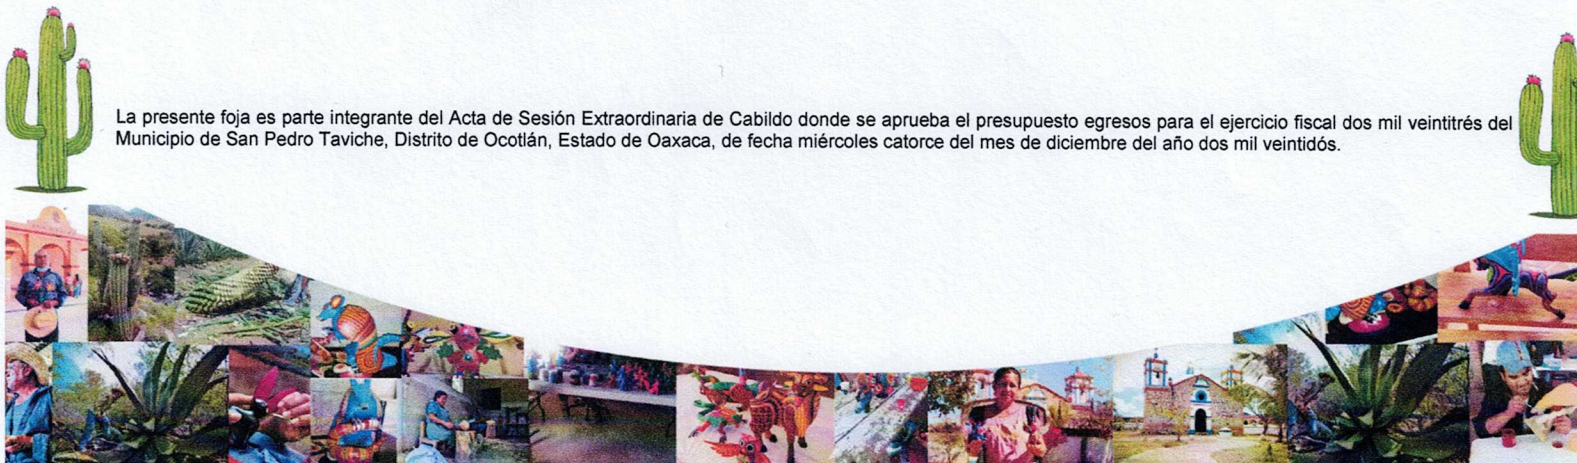 La presente foja es parte integrante del Acta de Sesión Extraordinaria de Cabildo donde se aprueba el presupuesto egresos para el ejercicio fiscal dos mil veintitrés del
Municipio de San Pedro Taviche, Distrito de Ocotlán, Estado de Oaxaca, de fecha miércoles catorce del mes de diciembre del año dos mil veintidós.